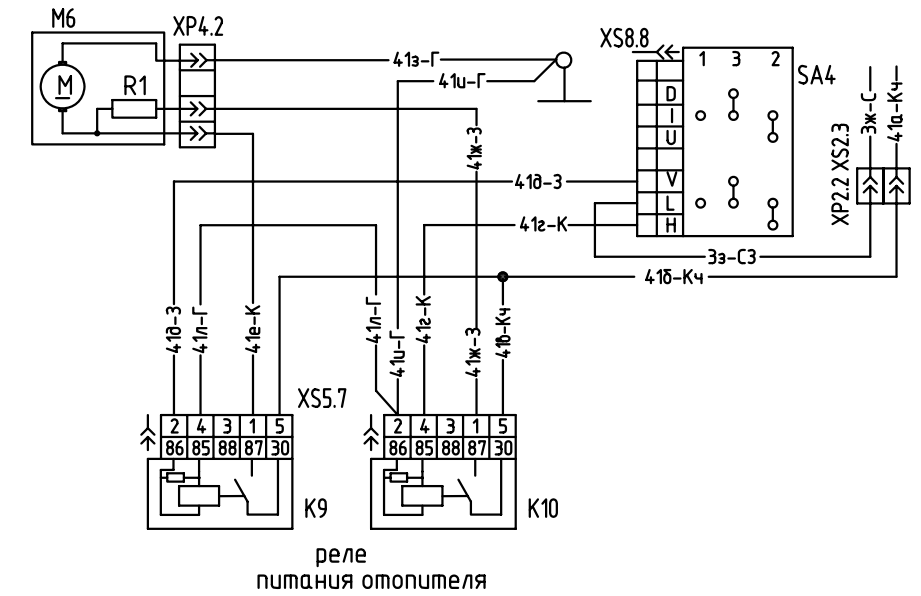 M6
XP4.2
M
R1
41з-Г
41и-Г
41ж-З
XS8.8
1 3 2
SA4
D
I
U
V
L
H
3ж-С
41а-Кч
XP2.2 XS2.3
41д-З
41г-К
3з-СЗ
41б-Кч
41д-З
41л-Г
41е-К
41л-Г
41и-Г
41г-К
41ж-З
41в-Кч
XS5.7
2 4 3 1 5
86 85 88 87 30
K9
2 4 3 1 5
86 85 88 87 30
K10
реле
питания отопителя